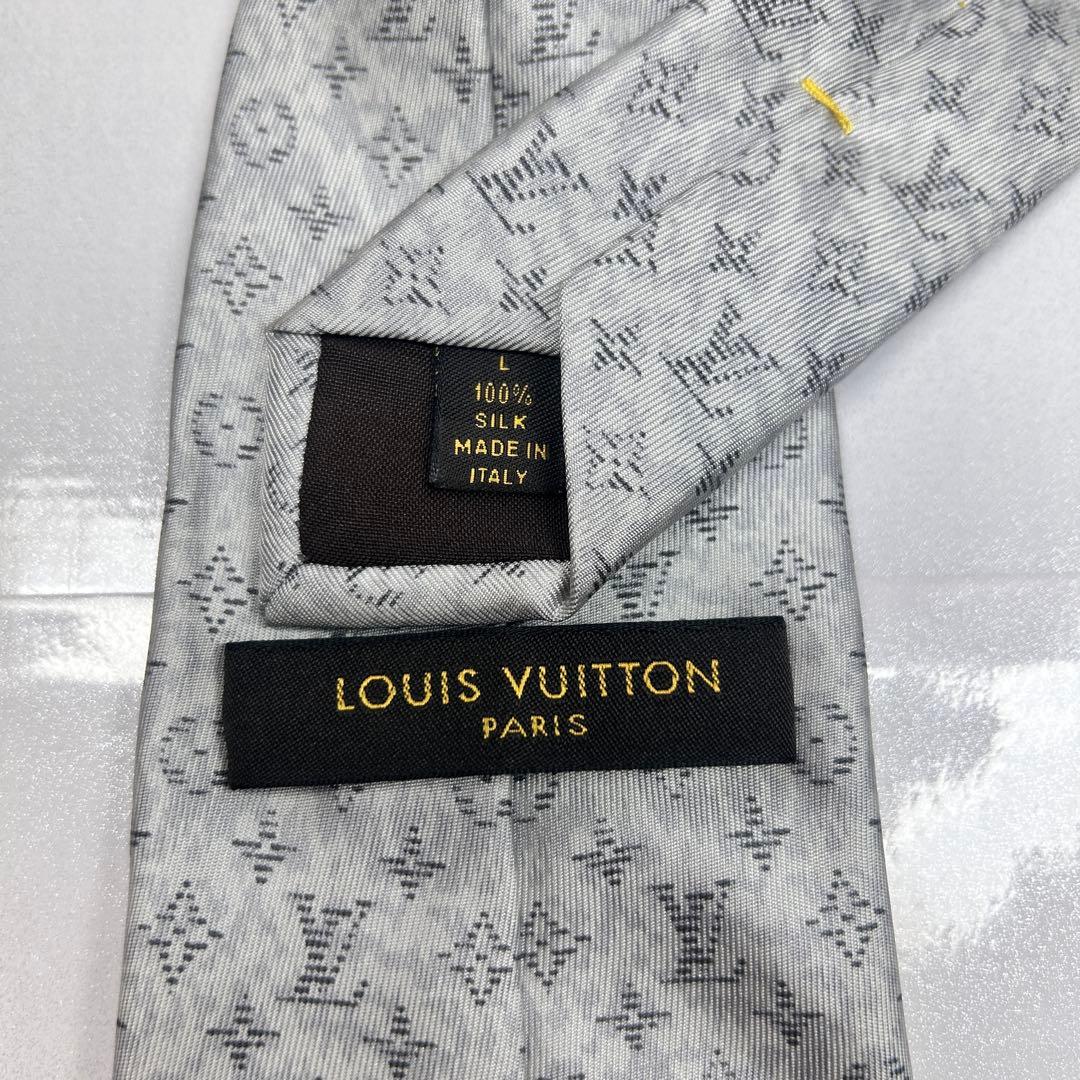 L
100%
SILK
MADE IN
ITALY
LOUIS VUITTON
PARIS